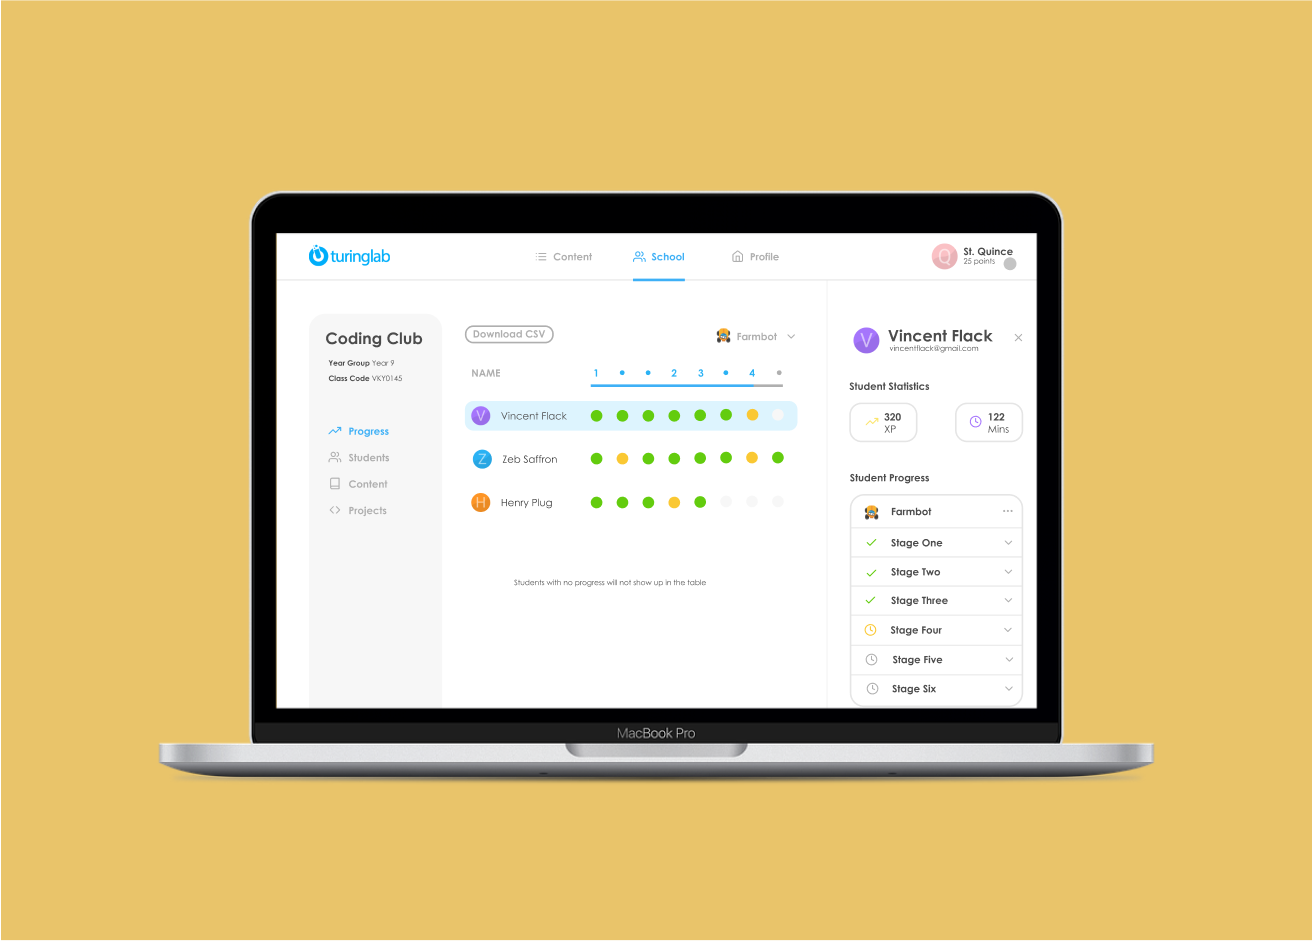 turinglab
Content
School
Profile
Q
St. Quince
25 points
Coding Club
Year Group Year 9
Class Code VKY0145
Progress
Students
Content
Projects
Download CSV
Farmbot
NAME 1 2 3 4
V Vincent Flack
Z Zeb Saffron
H Henry Plug
Students with no progress will not show up in the table
V Vincent Flack
vincentflack@gmail.com
Student Statistics
320
XP
122
Mins
Student Progress
Farmbot
Stage One
Stage Two
Stage Three
Stage Four
Stage Five
Stage Six
MacBook Pro